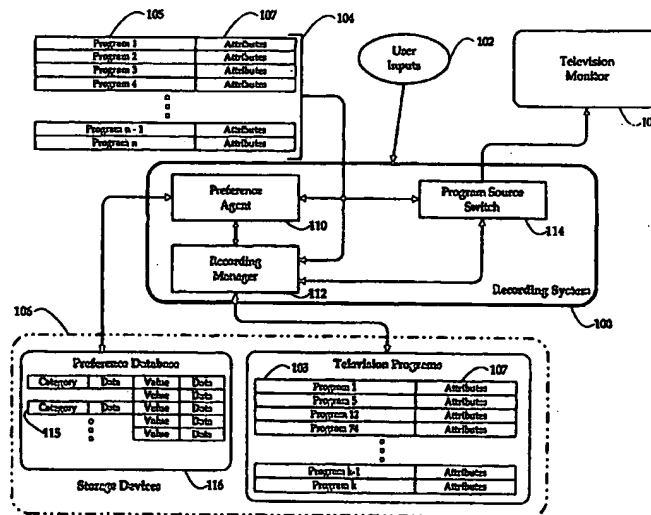 105
107
104
Program 1 Attributes
Program 2 Attributes
Program 3 Attributes
Program 4 Attributes
Program n - 1 Attributes
Program n Attributes
User Inputs
102
Television Monitor
10
Preference Agent
110
Program Source Switch
114
Recording Manager
112
Recording System
100
106
Preference Database
Category Data Value Data
Value Data
Category Data Value Data
Value Data
Value Data
Value Data
115
Storage Devices
116
Television Programs
103
107
Program 1 Attributes
Program 5 Attributes
Program 12 Attributes
Program 74 Attributes
Program k-1 Attributes
Program k Attributes